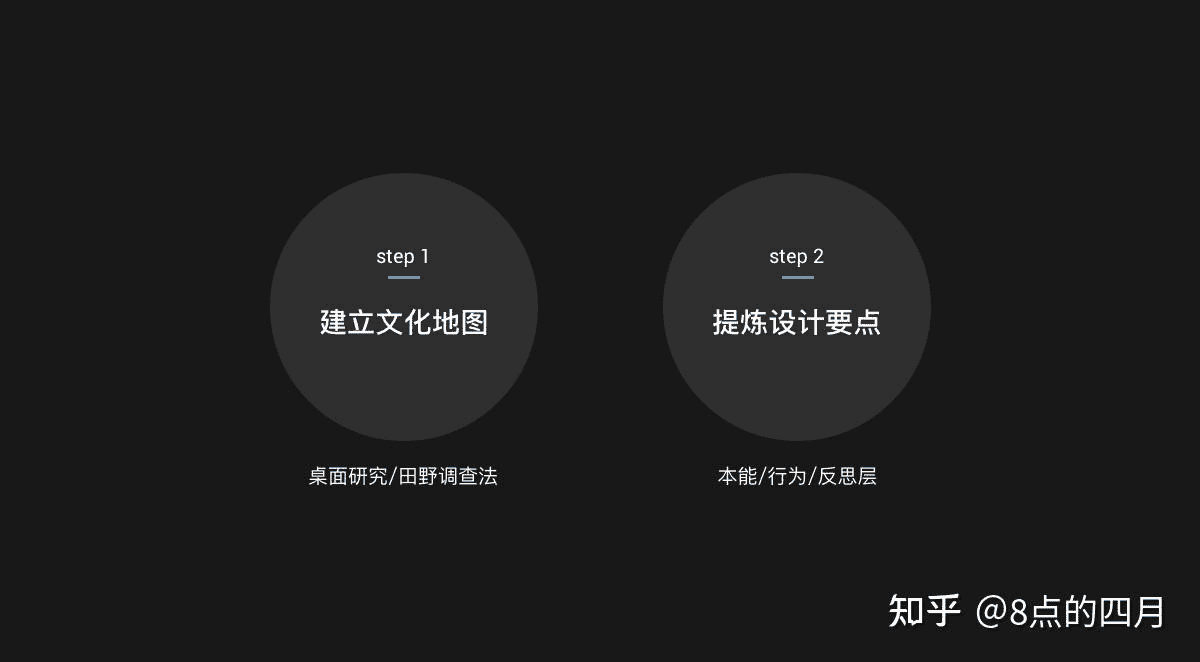 step 1
建立文化地图
桌面研究/田野调查法
step 2
提炼设计要点
本能/行为/反思层
知乎 @8点的四月